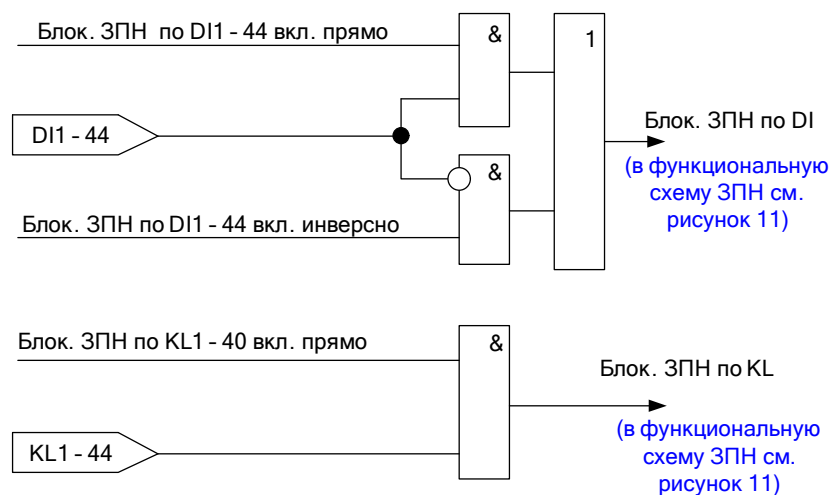 Блок. ЗПН по DI1 - 44 вкл. прямо
&
1
DI1 - 44
Блок. ЗПН по DI
(в функциональную
схему ЗПН см.
рисунок 11)
&
Блок. ЗПН по DI1 - 44 вкл. инверсно
Блок. ЗПН по KL1 - 40 вкл. прямо
&
Блок. ЗПН по KL
(в функциональную
схему ЗПН см.
рисунок 11)
KL1 - 44